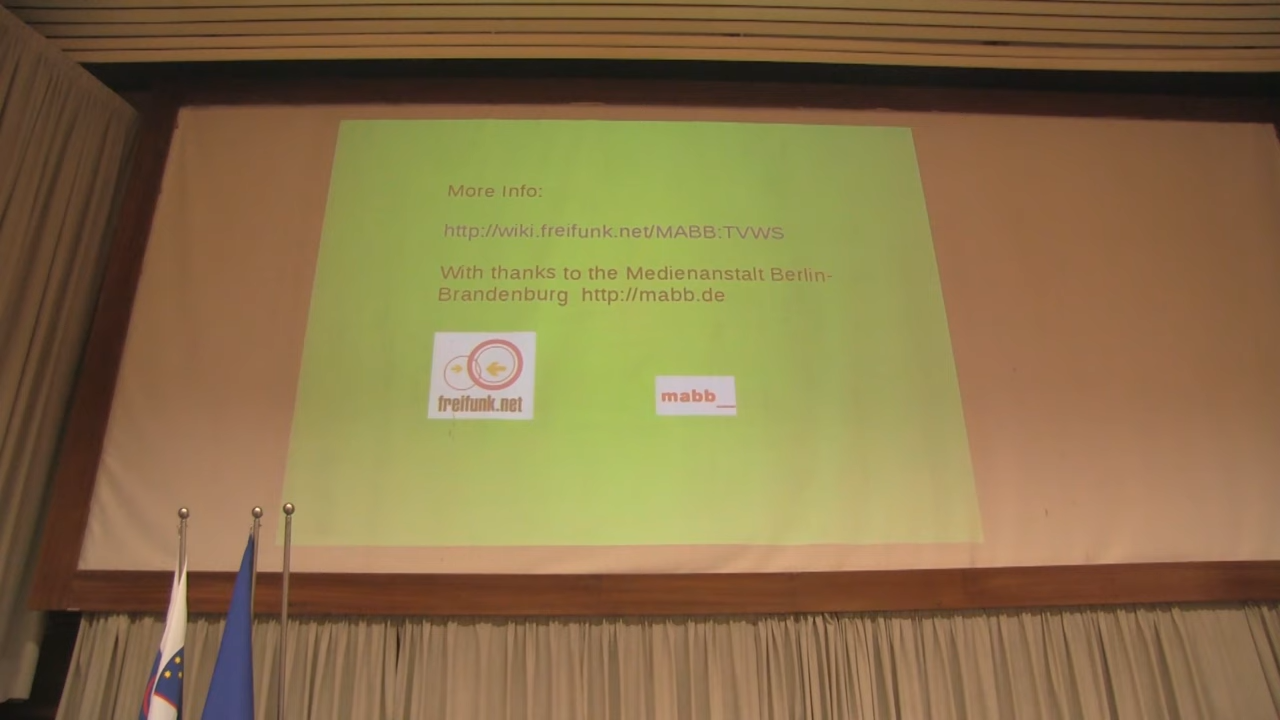 More Info:
http://wiki.freifunk.net/MABB:TVWS
With thanks to the Medienanstalt Berlin-
Brandenburg http://mabb.de
freifunk.net
mabb_